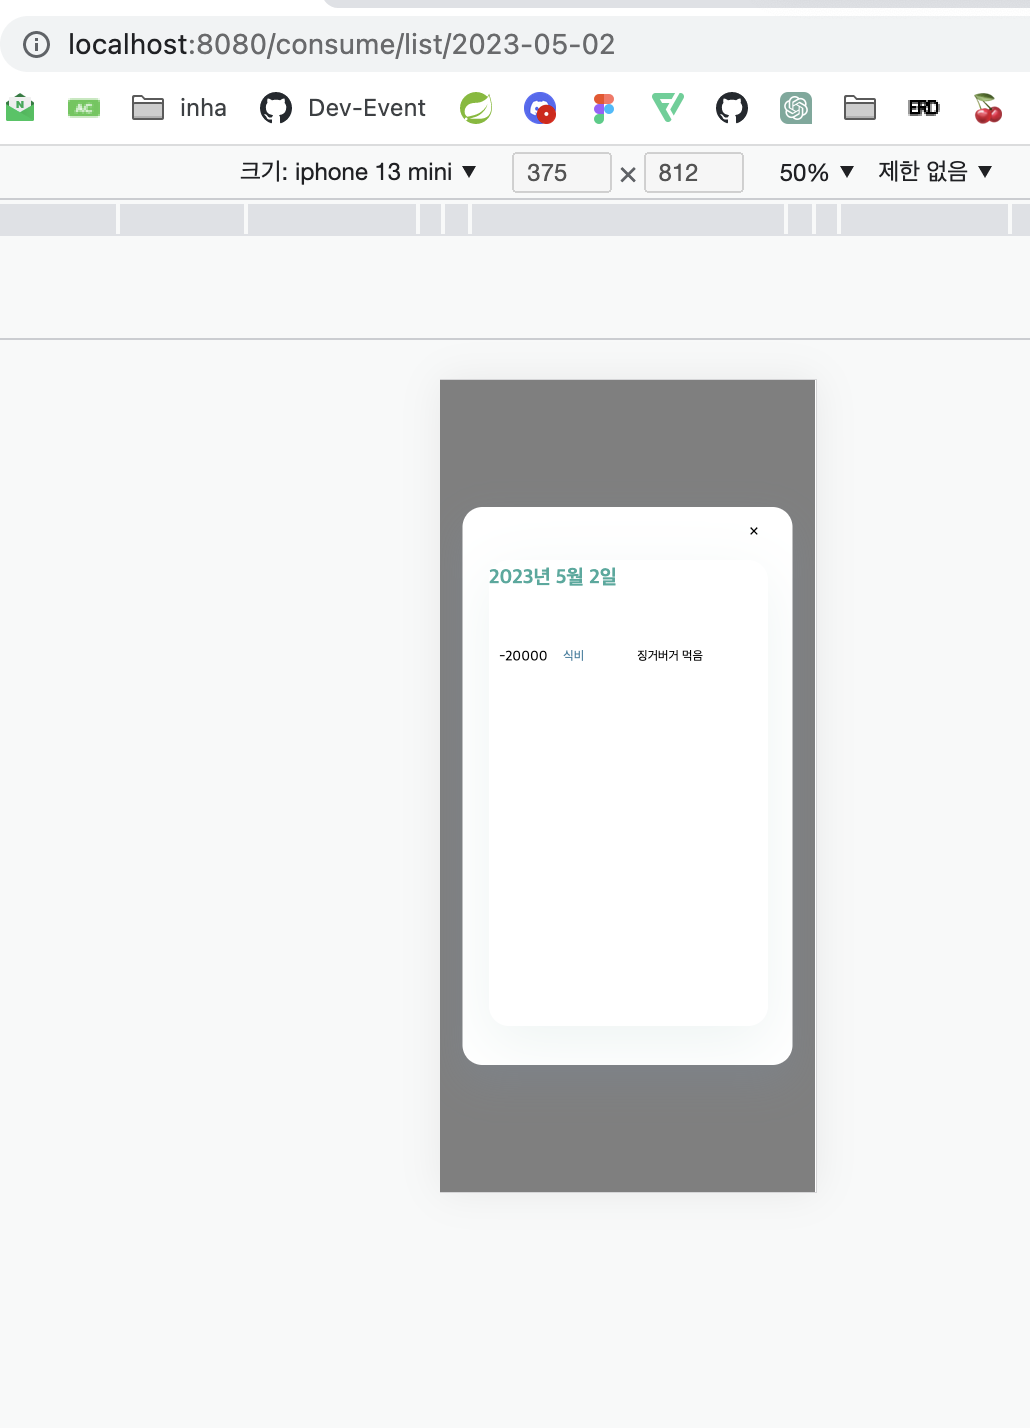 localhost:8080/consume/list/2023-05-02
N AC inha Dev-Event ERD
크기: iphone 13 mini ▼ 375 × 812 50% ▼ 제한 없음 ▼
×
2023년 5월 2일
-20000 식비 징거버거 먹음